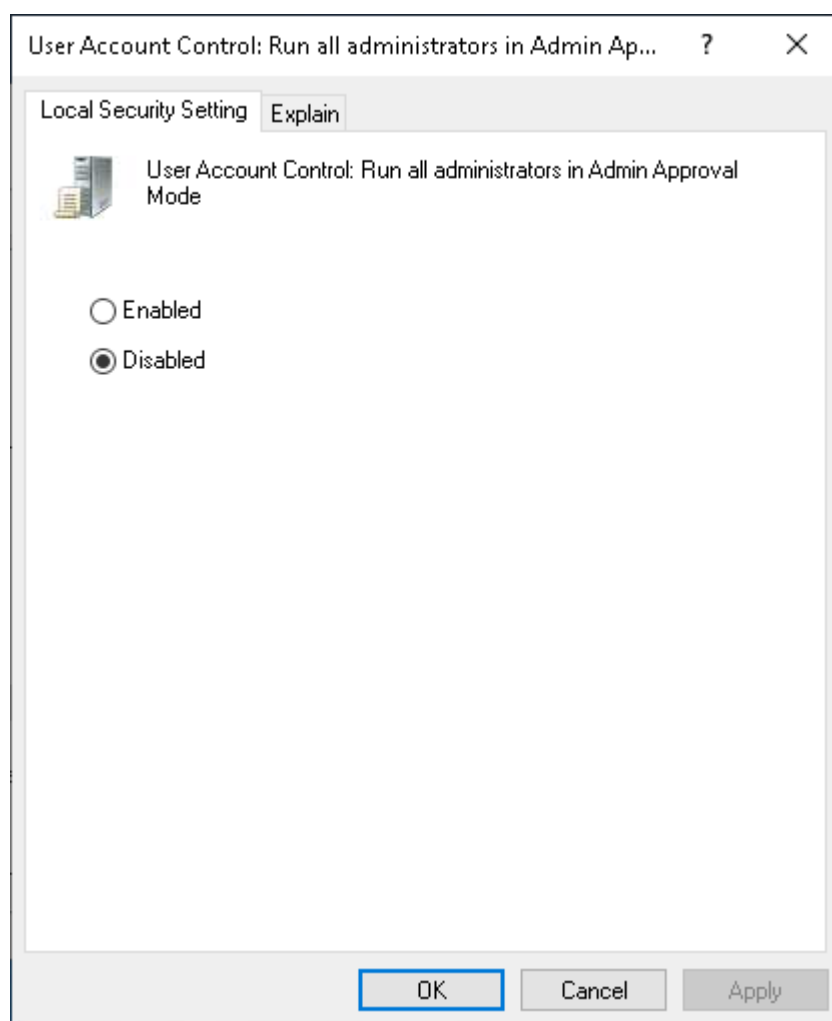 User Account Control: Run all administrators in Admin Ap... ?
Local Security Setting Explain
User Account Control: Run all administrators in Admin Approval
Mode
Enabled
Disabled
OK Cancel Apply